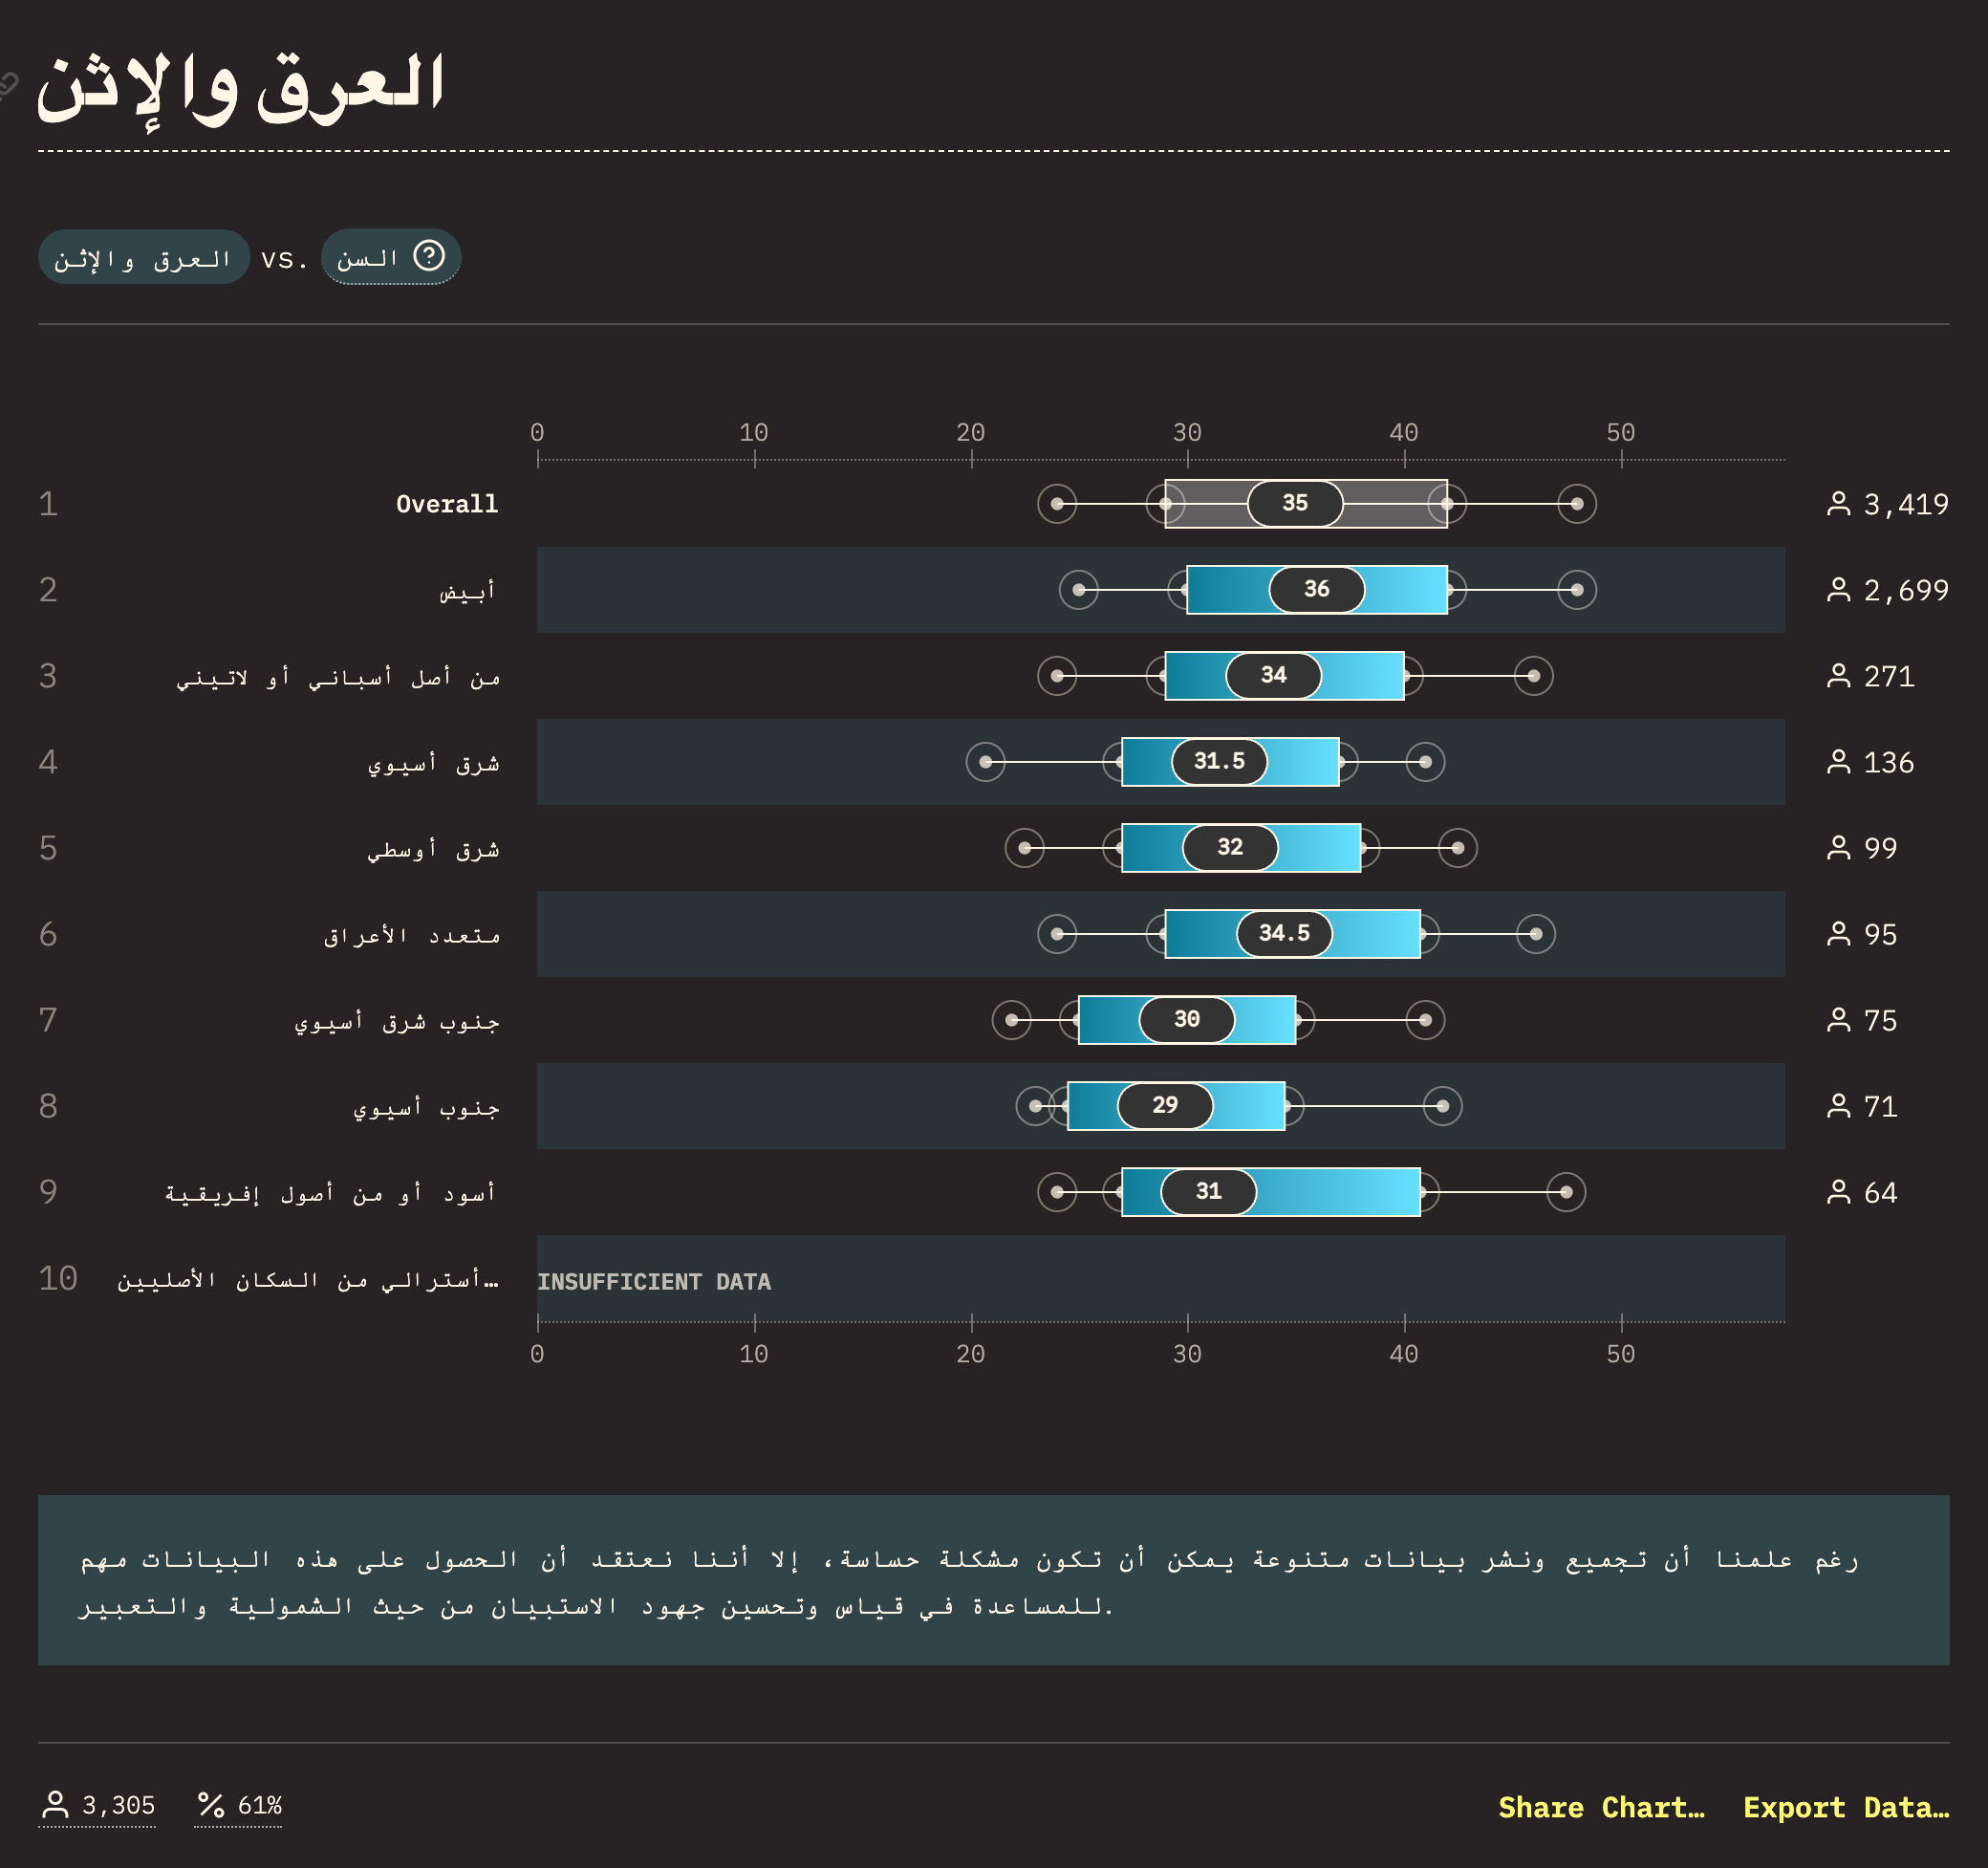 العرق والإثن
العرق والإثن vs. السن
0 10 20 30 40 50
1 Overall 35 3,419
2 أبيض 36 2,699
3 من أصل أسباني أو لاتيني 34 271
4 شرق أسيوي 31.5 136
5 شرق أوسطي 32 99
6 متعدد الأعراق 34.5 95
7 جنوب شرق أسيوي 30 75
8 جنوب أسيوي 29 71
9 أسود أو من أصول إفريقية 31 64
10 أسترالي من السكان الأصليين… INSUFFICIENT DATA
0 10 20 30 40 50
رغم علمنا أن تجميع ونشر بيانات متنوعة يمكن أن تكون مشكلة حساسة، إلا أننا نعتقد أن الحصول على هذه البيانات مهم
للمساعدة في قياس وتحسين جهود الاستبيان من حيث الشمولية والتعبير.
3,305 61% Share Chart… Export Data…